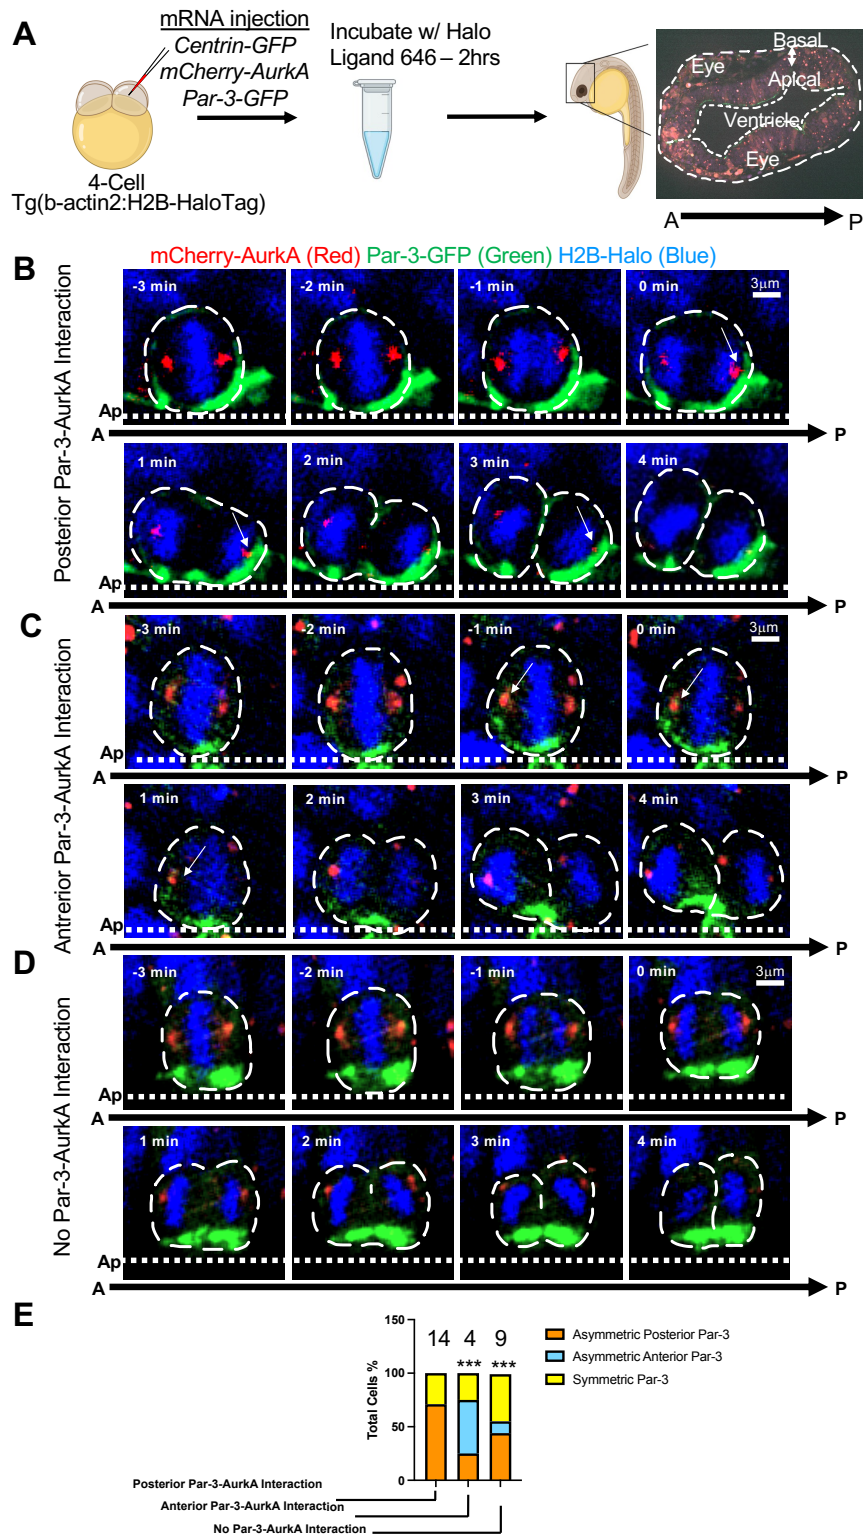 A
mRNA injection
Centrin-GFP
mCherry-AurkA
Par-3-GFP
Incubate w/ Halo
Ligand 646 – 2hrs
4-Cell
Tg(b-actin2:H2B-HaloTag)
Basal
Eye
Apical
Ventricle
Eye
A P
mCherry-AurkA (Red) Par-3-GFP (Green) H2B-Halo (Blue)
B
Posterior Par-3-AurkA Interaction
-3 min -2 min -1 min 0 min
3μm
Ap
A P
1 min 2 min 3 min 4 min
Ap
A P
C
Antrerior Par-3-AurkA Interaction
-3 min -2 min -1 min 0 min
3μm
Ap
A P
1 min 2 min 3 min 4 min
Ap
A P
D
No Par-3-AurkA Interaction
-3 min -2 min -1 min 0 min
3μm
Ap
A P
1 min 2 min 3 min 4 min
Ap
A P
E
Total Cells %
150
100
50
0
14 4 9
*** ***
Asymmetric Posterior Par-3
Asymmetric Anterior Par-3
Symmetric Par-3
Posterior Par-3-AurkA Interaction
Anterior Par-3-AurkA Interaction
No Par-3-AurkA Interaction